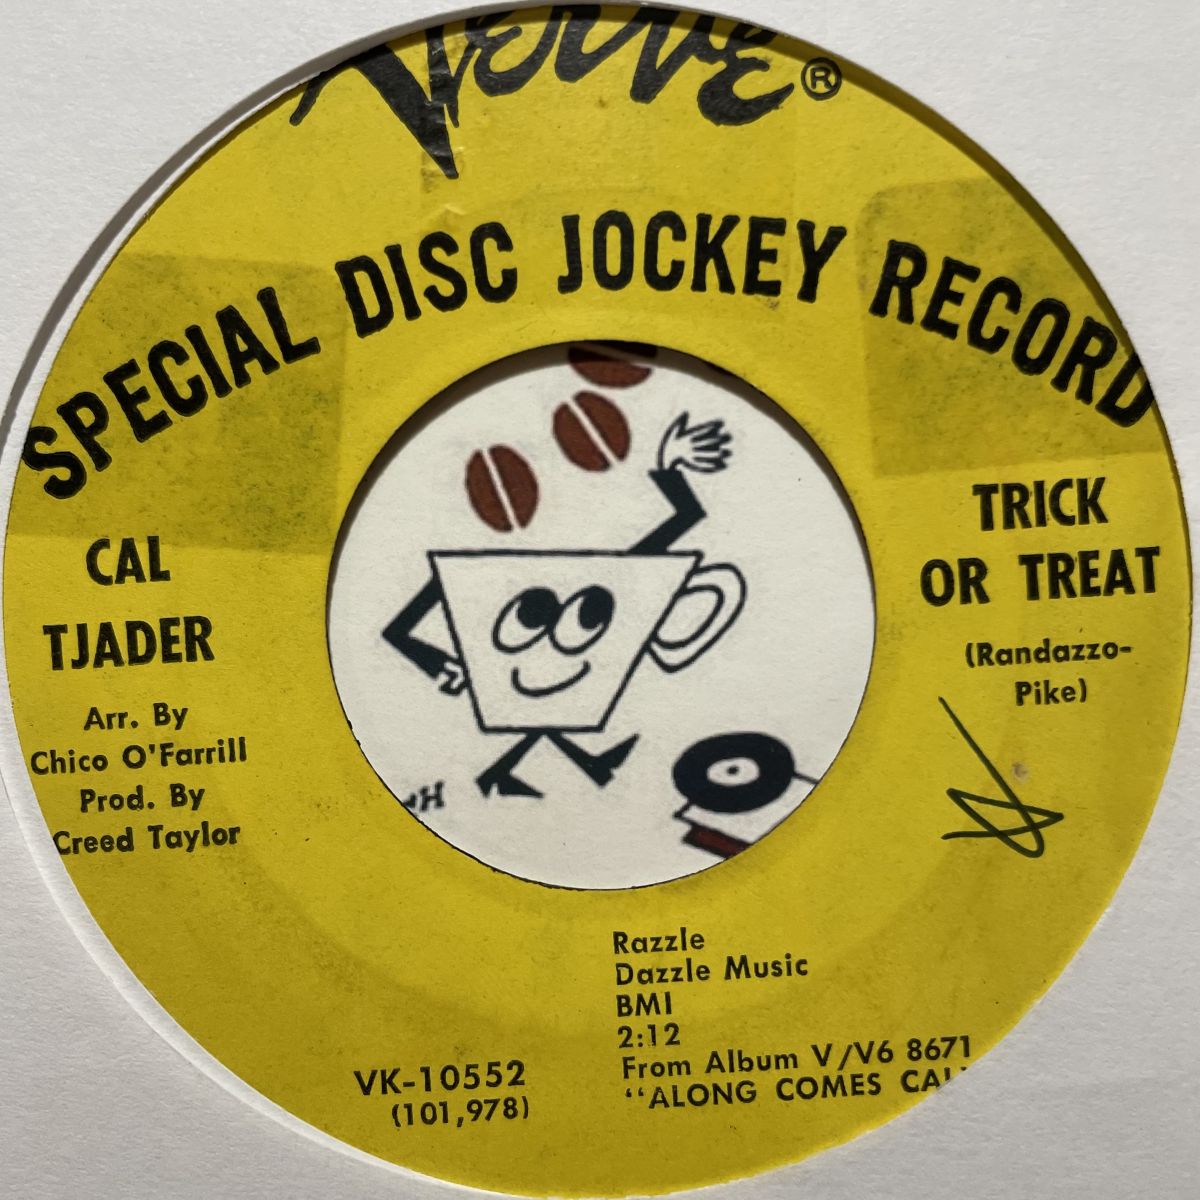 Verve®
SPECIAL DISC JOCKEY RECORD
CAL
TJADER
Arr. By
Chico O'Farrill
Prod. By
Creed Taylor
TRICK
OR TREAT
(Randazzo-
Pike)
Razzle
Dazzle Music
BMI
2:12
From Album V/V6 8671
"ALONG COMES CAL"
VK-10552
(101,978)